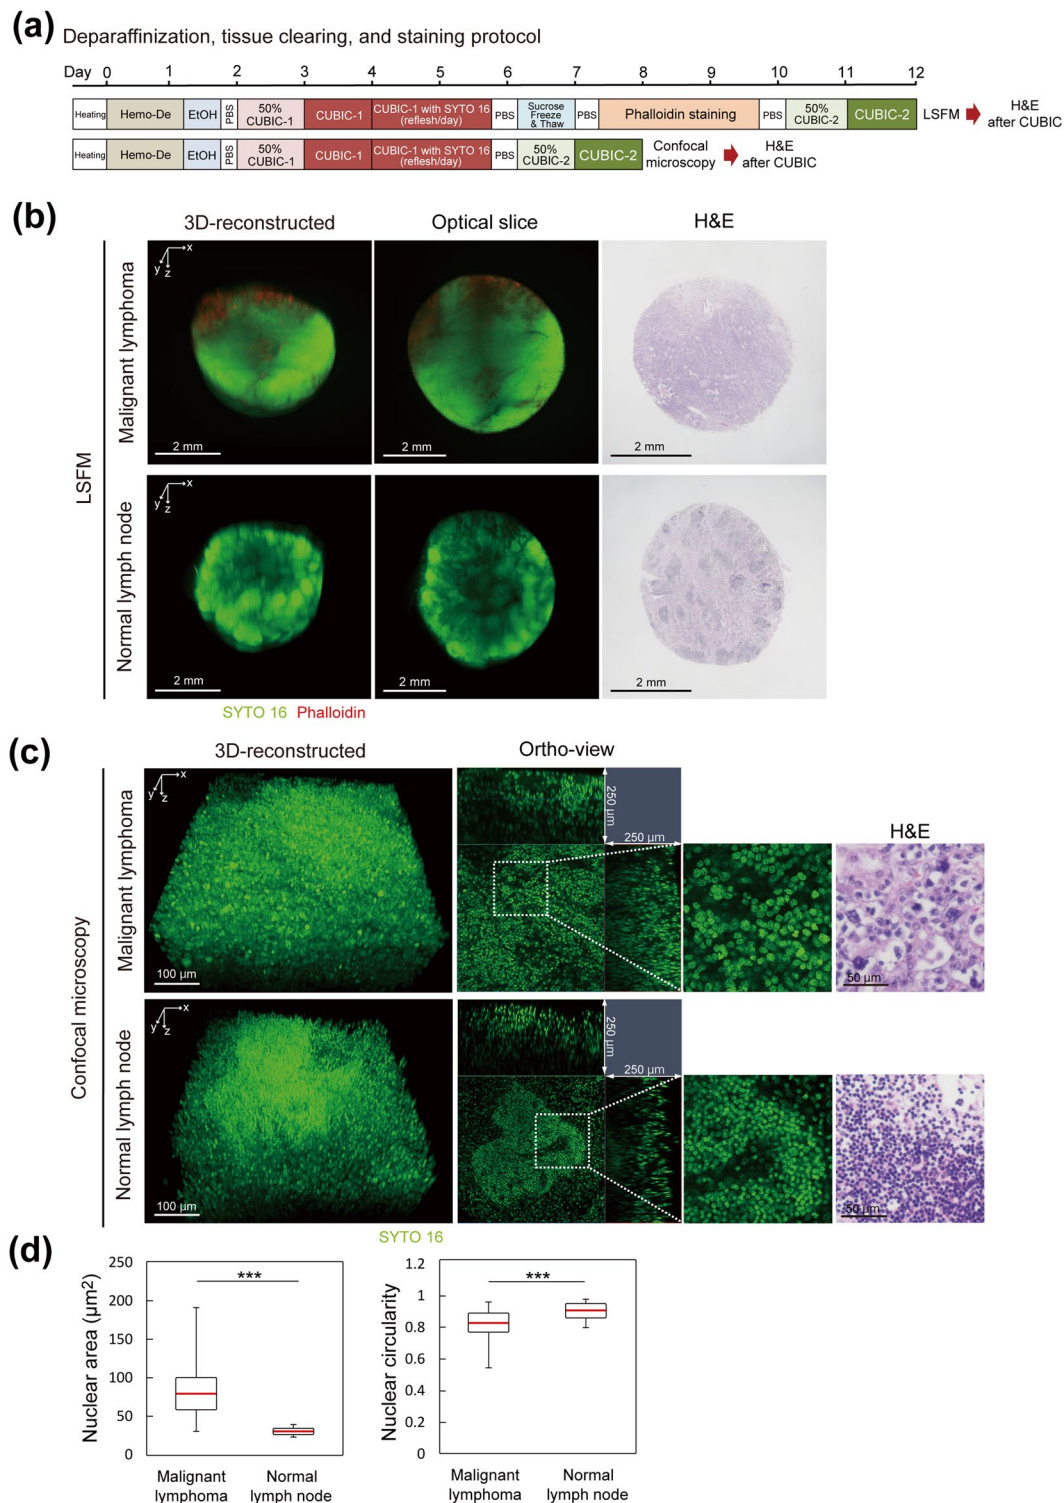 (a) Deparaffinization, tissue clearing, and staining protocol
Day 0 1 2 3 4 5 6 7 8 9 10 11 12
Heating Hemo-De EtOH PBS 50% CUBIC-1 CUBIC-1 CUBIC-1 with SYTO 16 (reflesh/day) PBS Sucrose Freeze & Thaw PBS Phalloidin staining PBS 50% CUBIC-2 CUBIC-2 LSFM H&E after CUBIC
Heating Hemo-De EtOH PBS 50% CUBIC-1 CUBIC-1 CUBIC-1 with SYTO 16 (reflesh/day) PBS 50% CUBIC-2 CUBIC-2 Confocal microscopy H&E after CUBIC
(b)
3D-reconstructed Optical slice H&E
LSFM
Malignant lymphoma
x y z
2 mm 2 mm 2 mm
Normal lymph node
x y z
2 mm 2 mm 2 mm
SYTO 16 Phalloidin
(c)
3D-reconstructed Ortho-view
H&E
Confocal microscopy
Malignant lymphoma
x y z
100 µm
250 µm
250 µm
50 µm
Normal lymph node
x y z
100 µm
250 µm
250 µm
50 µm
SYTO 16
(d)
Nuclear area (µm²)
250
200
150
100
50
0
***
Malignant lymphoma
Normal lymph node
Nuclear circularity
1.2
1
0.8
0.6
0.4
0.2
0
***
Malignant lymphoma
Normal lymph node